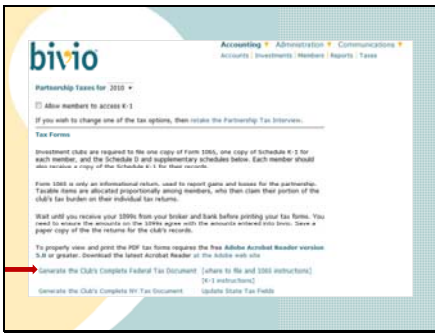 bivio
Accounting Administration Communications
Accounts | Investments | Members | Reports | Taxes
Partnership Taxes for 2010
Allow members to access K-1
If you wish to change one of the tax options, then retake the Partnership Tax Interview.
Tax Forms
Investment clubs are required to file one copy of Form 1065, one copy of Schedule K-1 for
each member, and the Schedule D and supplementary schedules below. Each member should
also receive a copy of the Schedule K-1 for their records.
Form 1065 is only an informational return, used to report gains and losses for the partnership.
Taxable items are allocated proportionally among members, who then claim their portion of the
club's tax burden on their individual tax returns.
Wait until you receive your 1099s from your broker and bank before printing your tax forms. You
need to ensure the amounts on the 1099s agree with the amounts entered into bivio. Save a
paper copy of the the returns for the club's records.
To properly view and print the PDF tax forms requires the free Adobe Acrobat Reader version
5.0 or greater. Download the latest Acrobat Reader at the Adobe web site
Generate the Club's Complete Federal Tax Document [where to file and 1065 instructions]
[K-1 instructions]
Generate the Club's Complete NY Tax Document Update State Tax Fields